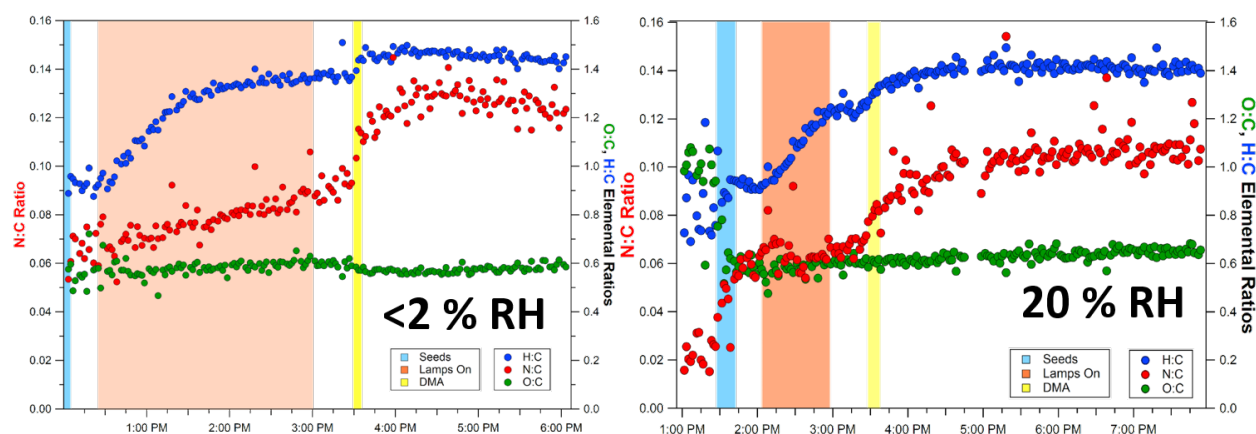 0.16
0.14
0.12
0.10
0.08
0.06
0.04
0.02
0.00
N:C Ratio
1.6
1.4
1.2
1.0
0.8
0.6
0.4
0.2
0.0
O:C, H:C Elemental Ratios
<2 % RH
Seeds
Lamps On
DMA
H:C
N:C
O:C
1:00 PM 2:00 PM 3:00 PM 4:00 PM 5:00 PM 6:00 PM
0.16
0.14
0.12
0.10
0.08
0.06
0.04
0.02
0.00
N:C Ratio
1.6
1.4
1.2
1.0
0.8
0.6
0.4
0.2
0.0
O:C, H:C Elemental Ratios
20 % RH
Seeds
Lamps On
DMA
H:C
N:C
O:C
1:00 PM 2:00 PM 3:00 PM 4:00 PM 5:00 PM 6:00 PM 7:00 PM